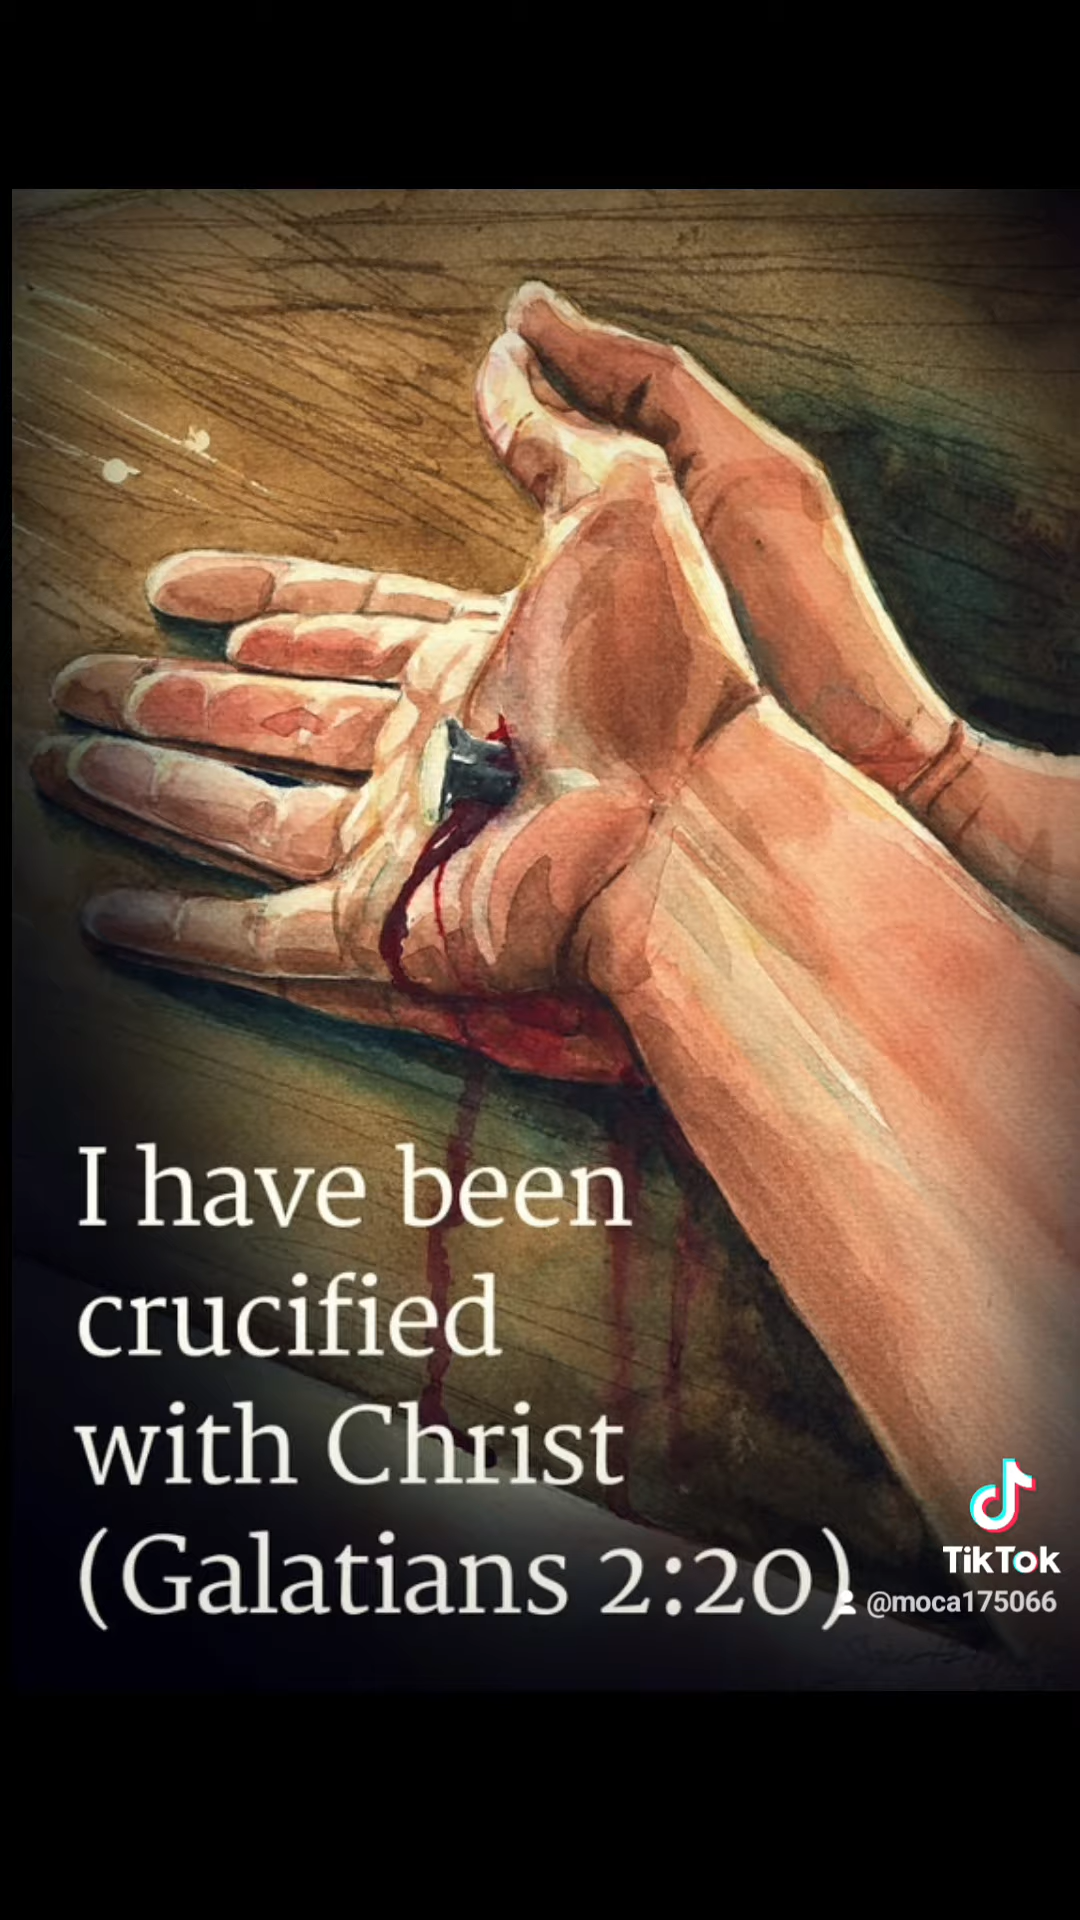 I have been
crucified
with Christ
(Galatians 2:20)
TikTok
@moca175066